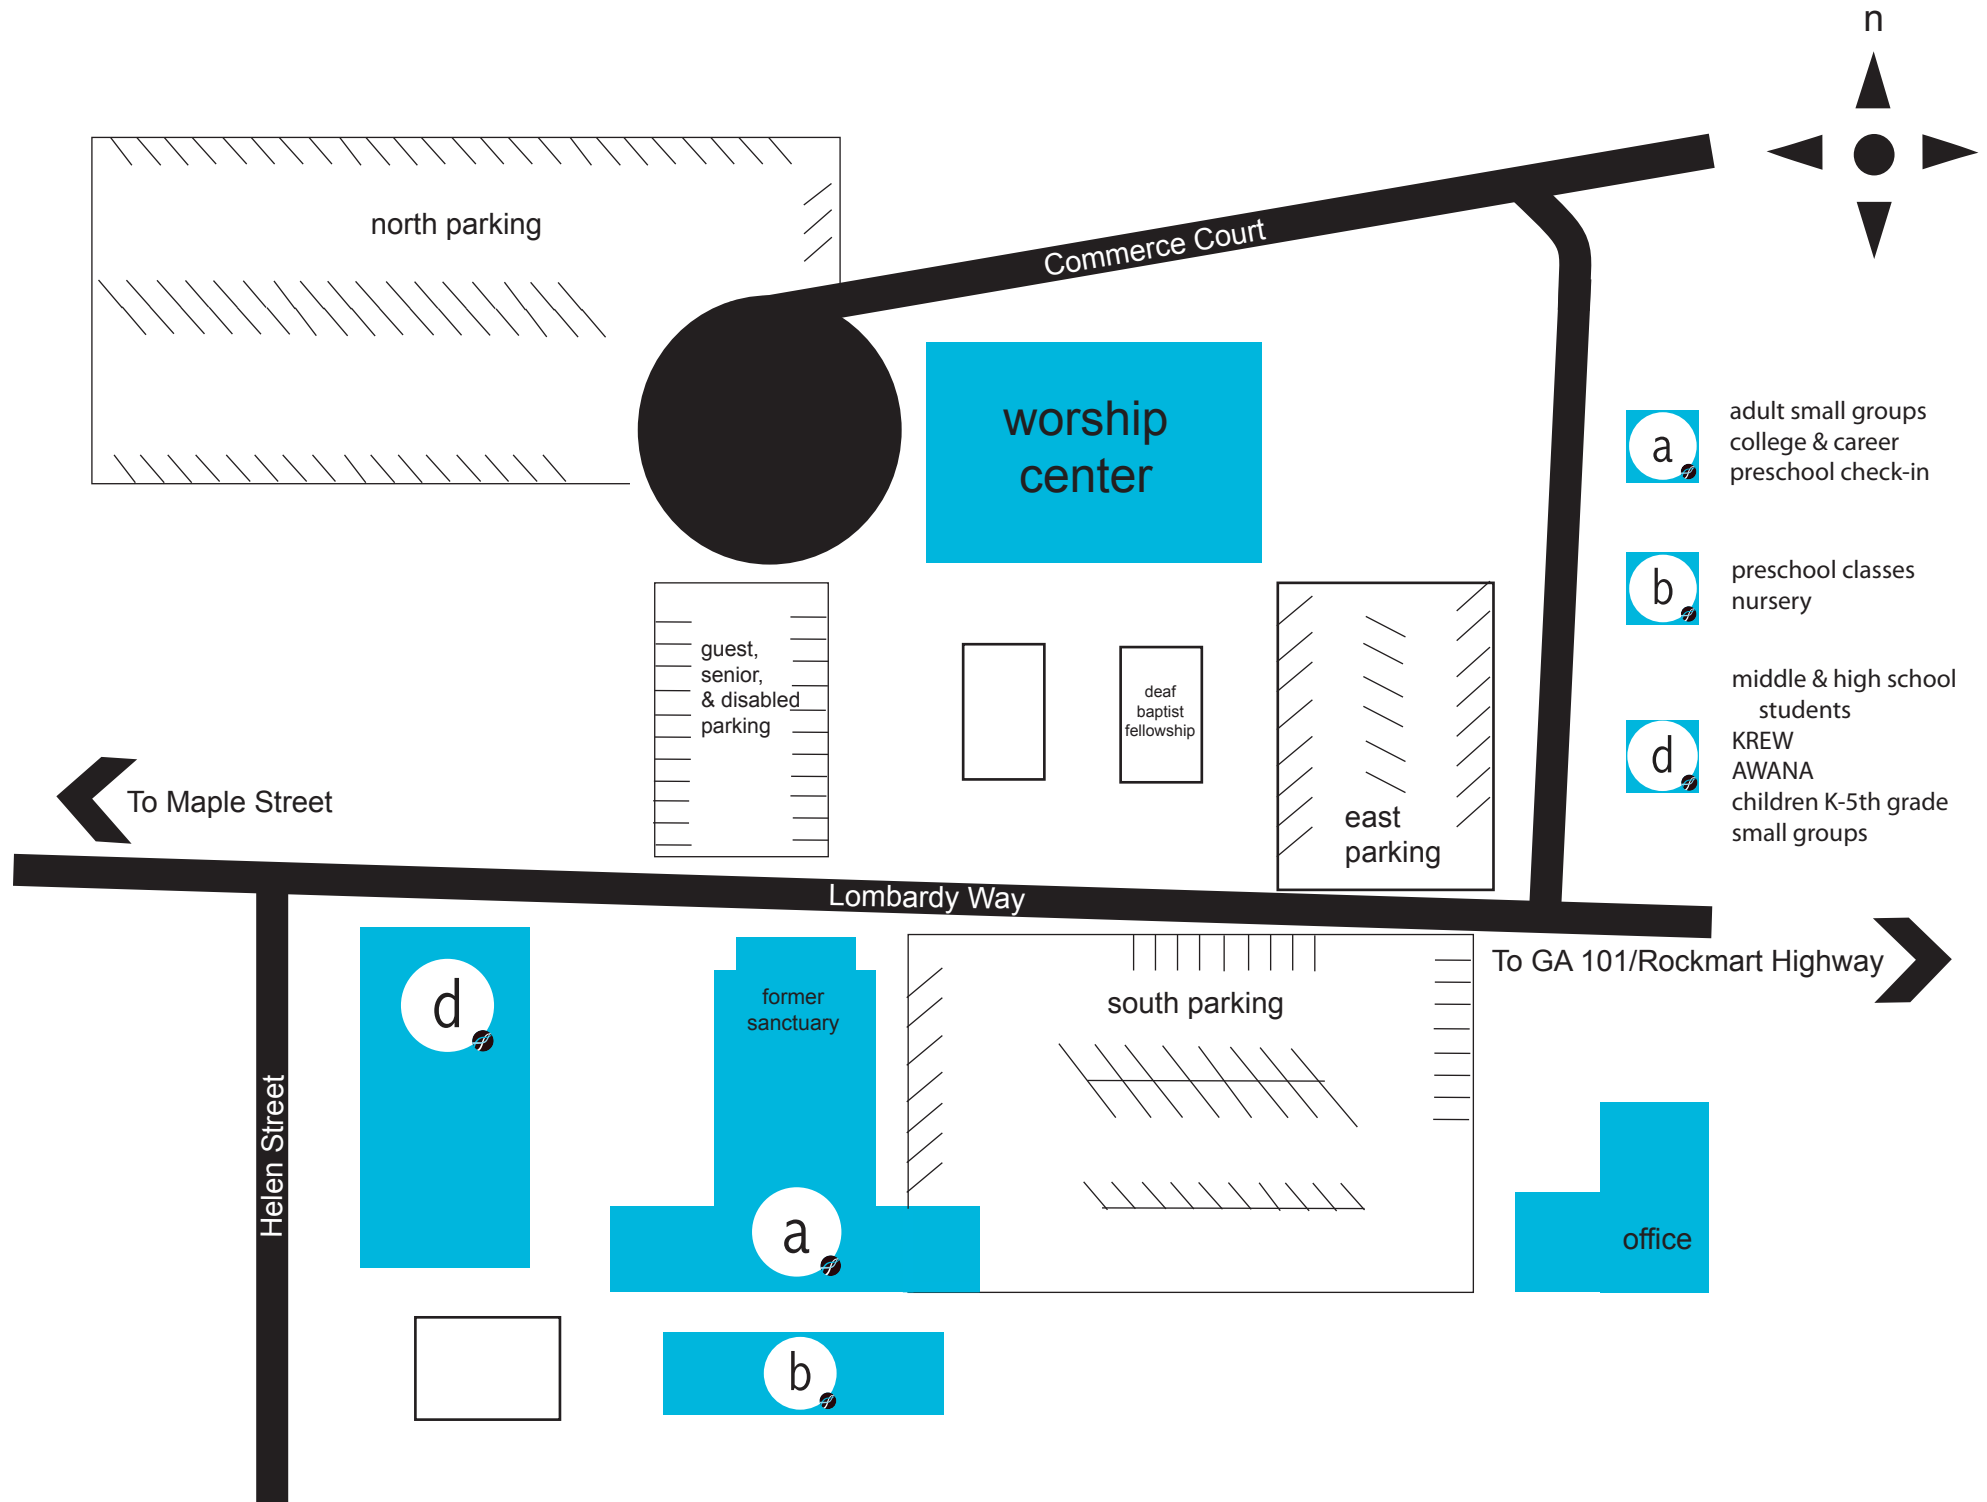 n
north parking
Commerce Court
worship
center
a
adult small groups
college & career
preschool check-in
b
preschool classes
nursery
d
middle & high school
students
KREW
AWANA
children K-5th grade
small groups
guest,
senior,
& disabled
parking
deaf
baptist
fellowship
east
parking
To Maple Street
Lombardy Way
To GA 101/Rockmart Highway
d
former
sanctuary
south parking
Helen Street
a
office
b